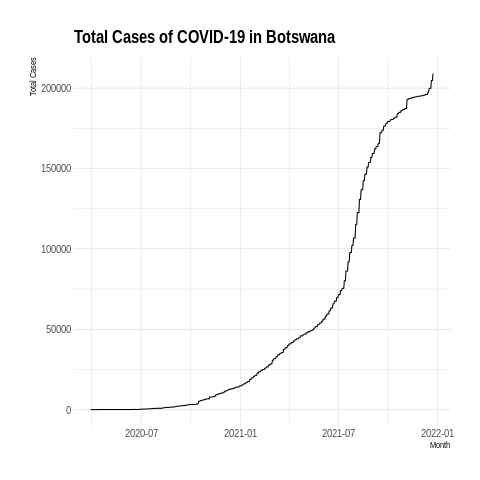 Total Cases of COVID-19 in Botswana
Total Cases
200000
150000
100000
50000
0
2020-07 2021-01 2021-07 2022-01
Month